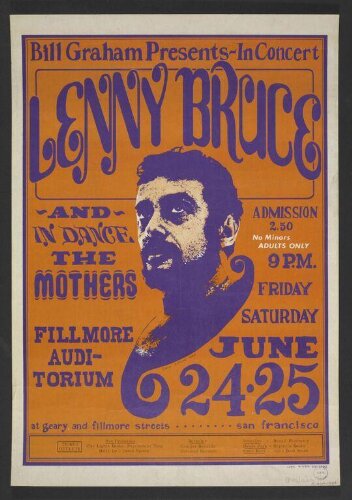 Bill Graham Presents-In Concert
LENNY BRUCE
-AND-
IN DANCE
THE
MOTHERS
ADMISSION
2.50
No Minors
ADULTS ONLY
9 P.M.
FRIDAY
SATURDAY
FILLMORE
AUDI-
TORIUM
JUNE
24·25
at geary and fillmore streets ........ san francisco